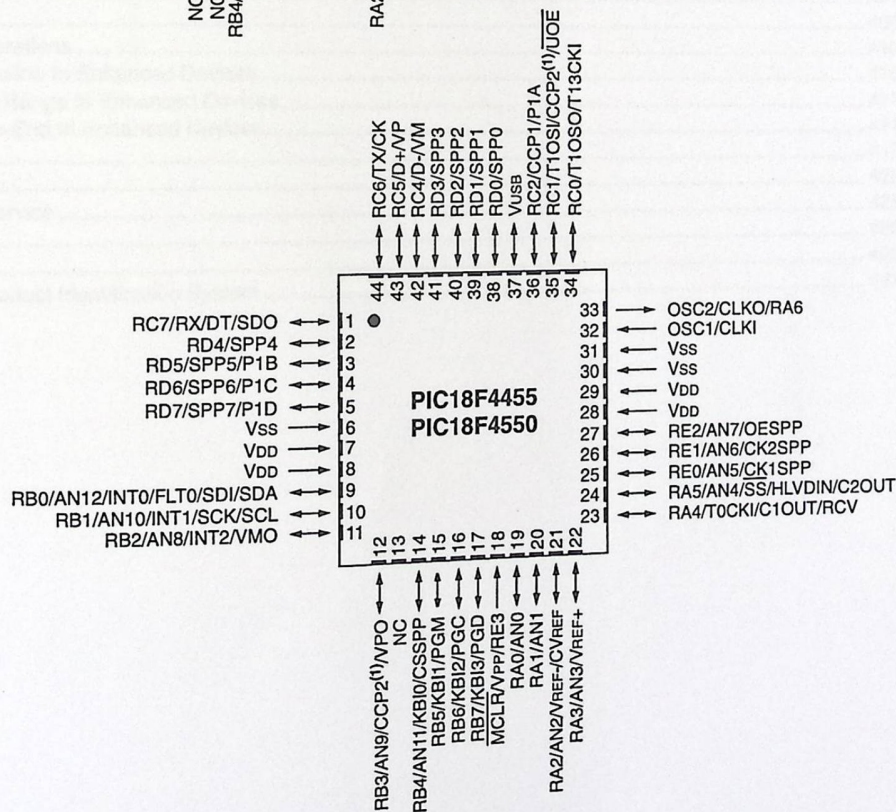 NC
NC
RB4/
RA2
RC6/TX/CK
RC5/D+/VP
RC4/D-/VM
RD3/SPP3
RD2/SPP2
RD1/SPP1
RD0/SPP0
VUSB
RC2/CCP1/P1A
RC1/T1OSI/CCP2(1)/UOE
RC0/T1OSO/T13CKI
44
43
42
41
40
39
38
37
36
35
34
RC7/RX/DT/SDO 1
RD4/SPP4 2
RD5/SPP5/P1B 3
RD6/SPP6/P1C 4
RD7/SPP7/P1D 5
VSS 6
VDD 7
VDD 8
RB0/AN12/INT0/FLT0/SDI/SDA 9
RB1/AN10/INT1/SCK/SCL 10
RB2/AN8/INT2/VMO 11
PIC18F4455
PIC18F4550
33 OSC2/CLKO/RA6
32 OSC1/CLKI
31 VSS
30 VSS
29 VDD
28 VDD
27 RE2/AN7/OESPP
26 RE1/AN6/CK2SPP
25 RE0/AN5/CK1SPP
24 RA5/AN4/SS/HLVDIN/C2OUT
23 RA4/T0CKI/C1OUT/RCV
12
13
14
15
16
17
18
19
20
21
22
RB3/AN9/CCP2(1)/VPO
NC
RB4/AN11/KBI0/CSSPP
RB5/KBI1/PGM
RB6/KBI2/PGC
RB7/KBI3/PGD
MCLR/VPP/RE3
RA0/AN0
RA1/AN1
RA2/AN2/VREF-/CVREF
RA3/AN3/VREF+